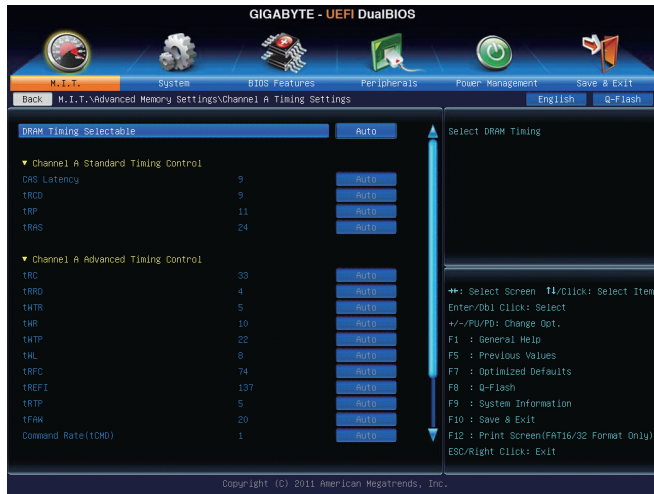 GIGABYTE - UEFI DualBIOS
M.I.T. System BIOS Features Peripherals Power Management Save & Exit
Back M.I.T.\Advanced Memory Settings\Channel A Timing Settings English Q-Flash
DRAM Timing Selectable Auto
▼ Channel A Standard Timing Control
CAS Latency 9 Auto
tRCD 9 Auto
tRP 11 Auto
tRAS 24 Auto
▼ Channel A Advanced Timing Control
tRC 33 Auto
tRRD 4 Auto
tWTR 5 Auto
tWR 10 Auto
tWTP 22 Auto
tWL 8 Auto
tRFC 74 Auto
tREFI 137 Auto
tRTP 5 Auto
tFAW 20 Auto
Command Rate(tCMD) 1 Auto
Select DRAM Timing
→←: Select Screen ↑↓/Click: Select Item
Enter/Dbl Click: Select
+/-/PU/PD: Change Opt.
F1 : General Help
F5 : Previous Values
F7 : Optimized Defaults
F8 : Q-Flash
F9 : System Information
F10 : Save & Exit
F12 : Print Screen(FAT16/32 Format Only)
ESC/Right Click: Exit
Copyright (C) 2011 American Megatrends, Inc.